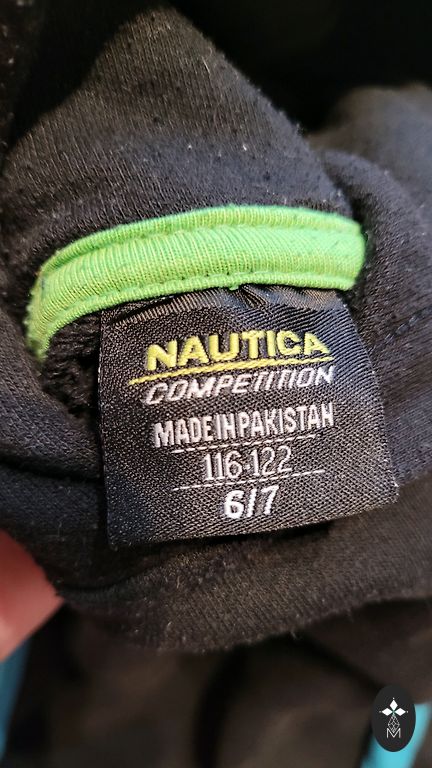 NAUTICA
COMPETITION
MADE IN PAKISTAN
116-122
6/7